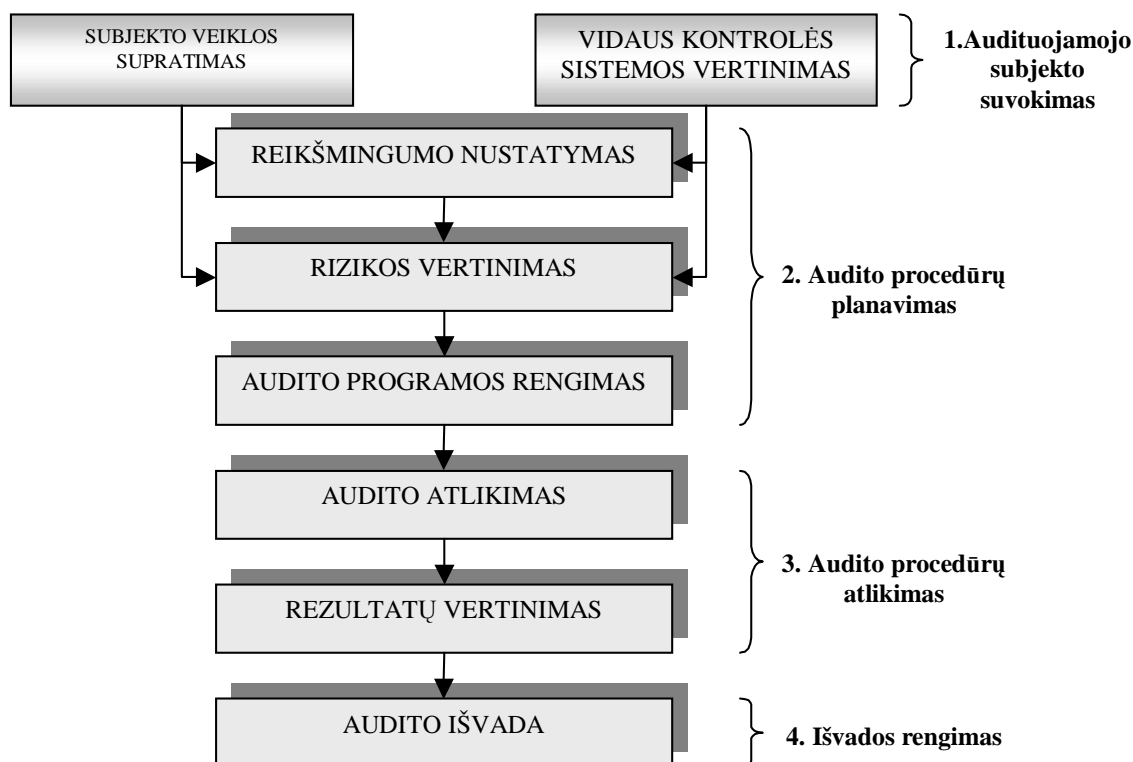 SUBJEKTO VEIKLOS
SUPRATIMAS
VIDAUS KONTROLĖS
SISTEMOS VERTINIMAS
1.Audituojamojo
subjekto
suvokimas
REIKŠMINGUMO NUSTATYMAS
RIZIKOS VERTINIMAS
2. Audito procedūrų
planavimas
AUDITO PROGRAMOS RENGIMAS
AUDITO ATLIKIMAS
3. Audito procedūrų
atlikimas
REZULTATŲ VERTINIMAS
AUDITO IŠVADA
4. Išvados rengimas